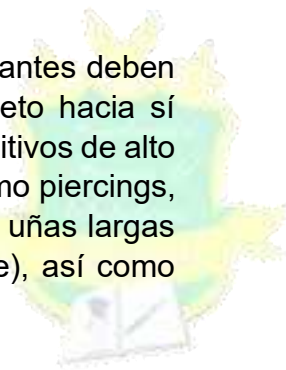 antes deben
eto hacia sí
itivos de alto
mo piercings,
uñas largas
e), así como